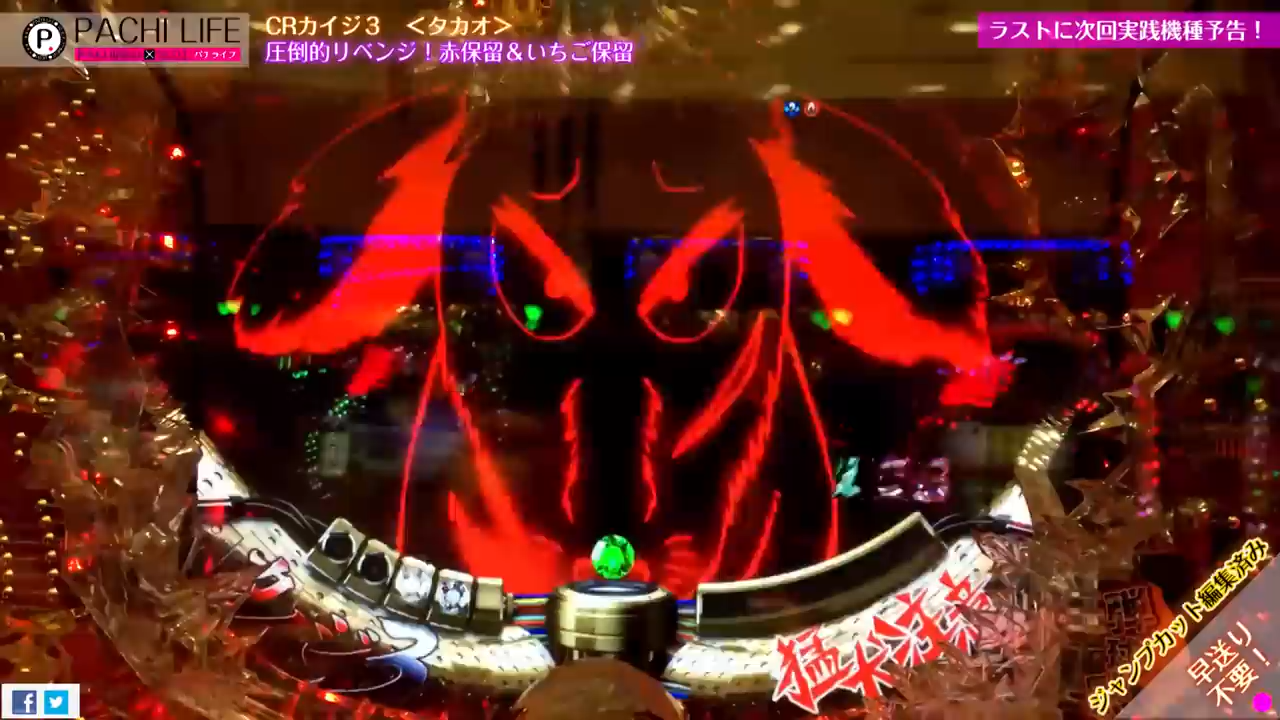 PACHI LIFE
パチライフ
CRカイジ3 <タカオ>
圧倒的リベンジ!赤保留&いちご保留
ラストに次回実践機種予告!
猛犬注意
ジャンプカット編集済み
早送り
不要!